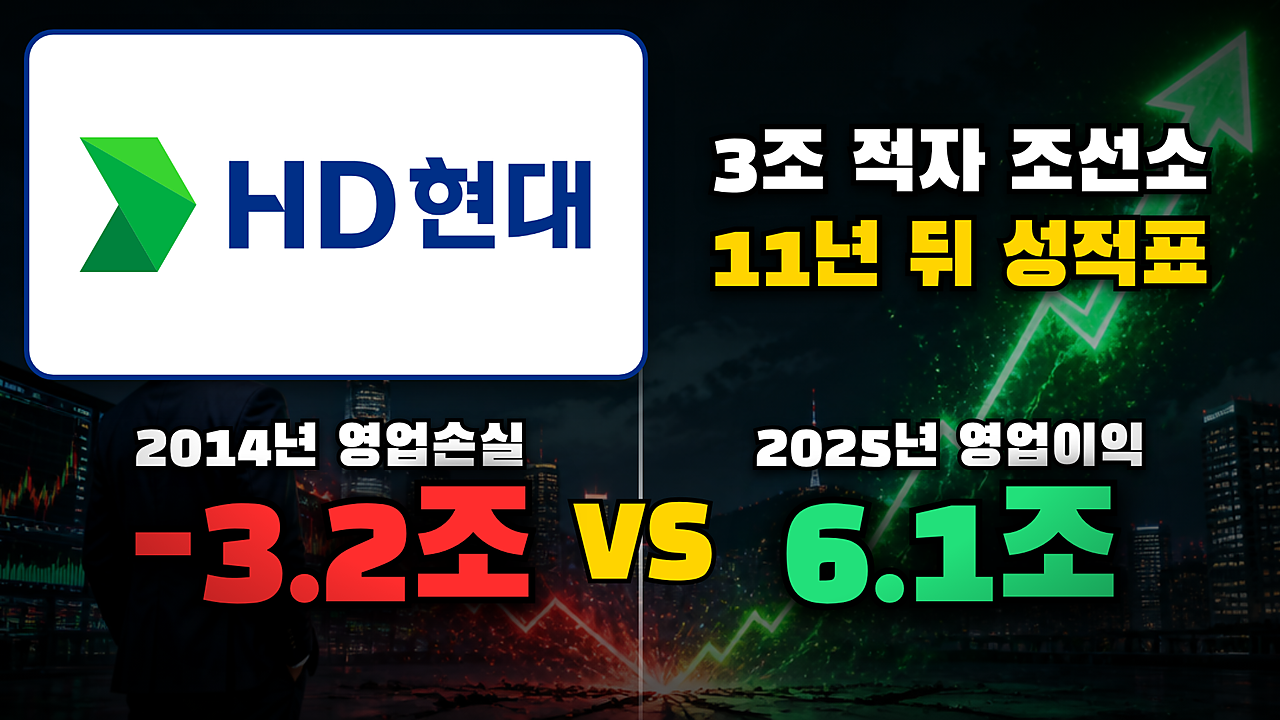 HD현대
3조 적자 조선소
11년 뒤 성적표
2014년 영업손실
-3.2조
VS
2025년 영업이익
6.1조